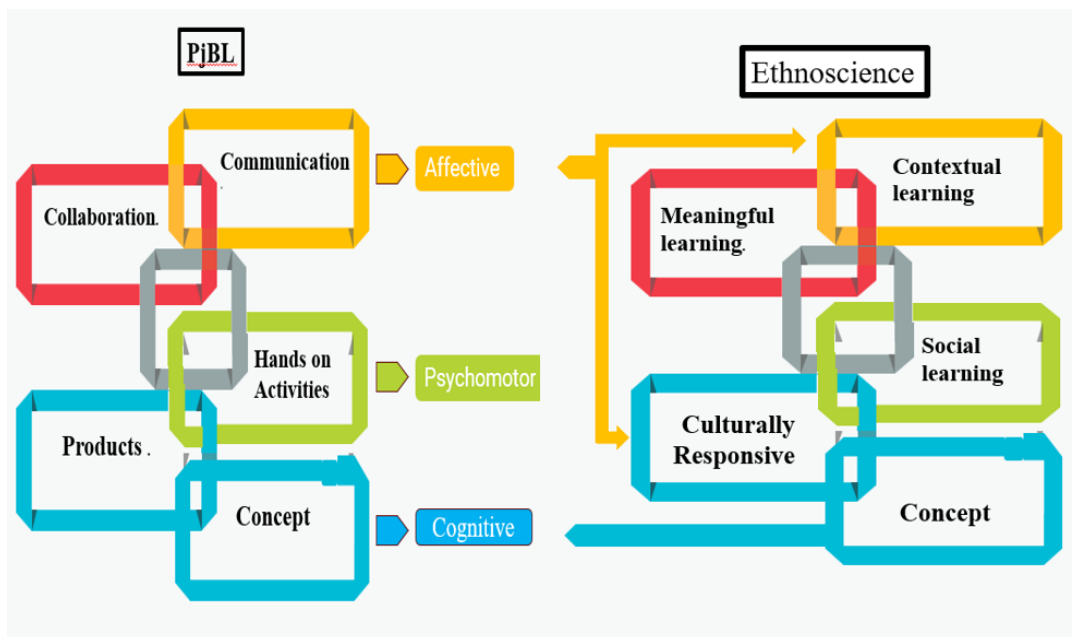 PjBL
Communication
.
Collaboration.
Hands on
Activities
Products .
Concept
Affective
Psychomotor
Cognitive
Ethnoscience
Contextual
learning
Meaningful
learning.
Social
learning
Culturally
Responsive
Concept